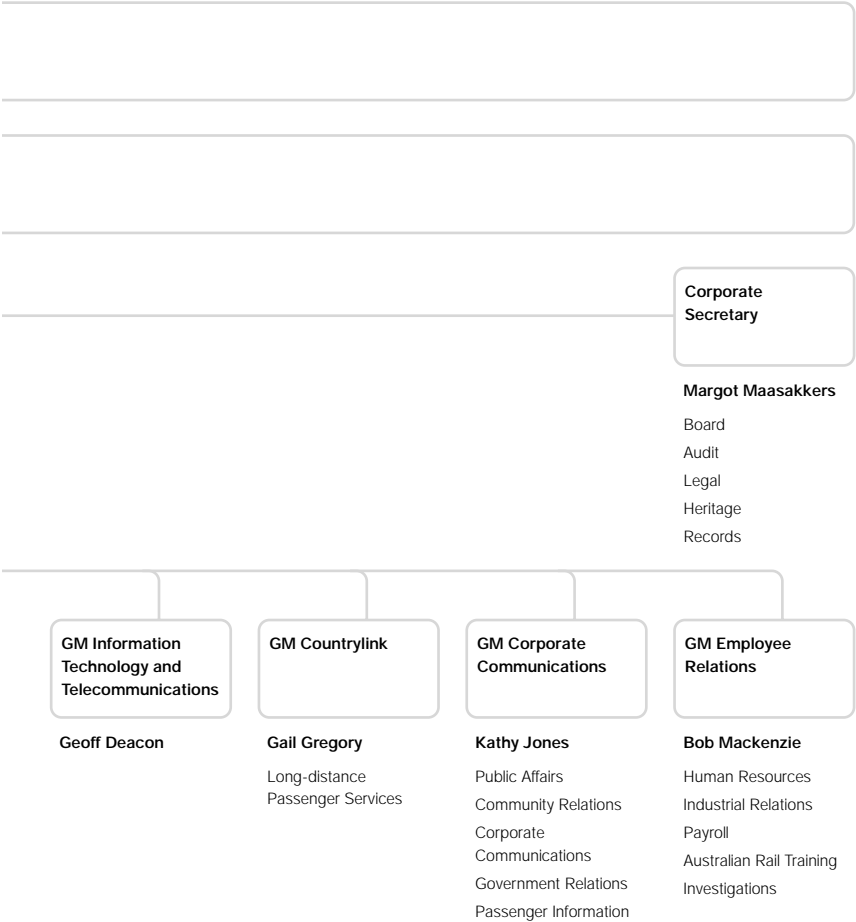 Corporate
Secretary
Margot Maasakkers
Board
Audit
Legal
Heritage
Records
GM Information
Technology and
Telecommunications
Geoff Deacon
GM Countrylink
Gail Gregory
Long-distance
Passenger Services
GM Corporate
Communications
Kathy Jones
Public Affairs
Community Relations
Corporate
Communications
Government Relations
Passenger Information
GM Employee
Relations
Bob Mackenzie
Human Resources
Industrial Relations
Payroll
Australian Rail Training
Investigations